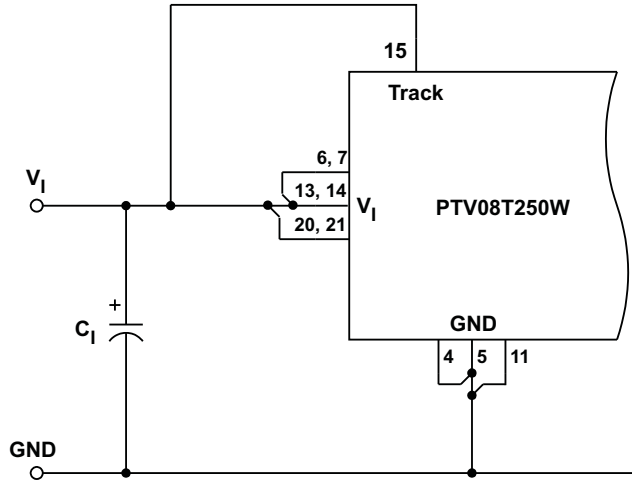 15
Track
6, 7
V_I
13, 14
V_I
PTV08T250W
20, 21
+
C_I
GND
4
5
11
GND